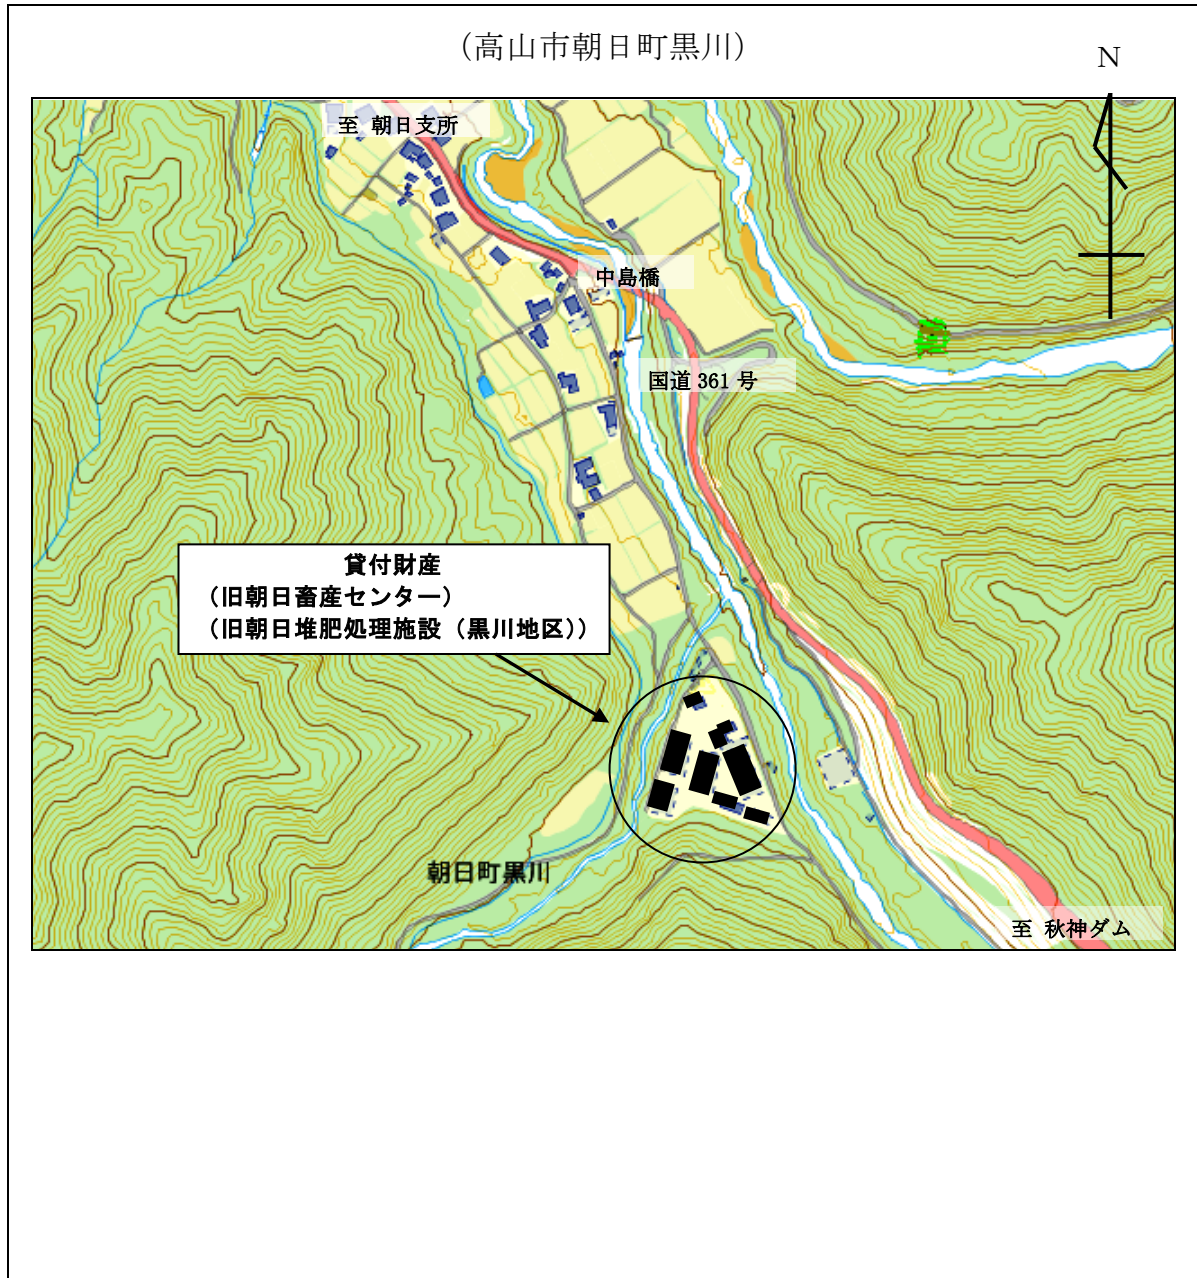 (高山市朝日町黒川)
N
至 朝日支所
中島橋
国道 361 号
貸付財産
（旧朝日畜産センター）
（旧朝日堆肥処理施設（黒川地区））
朝日町黒川
至 秋神ダム